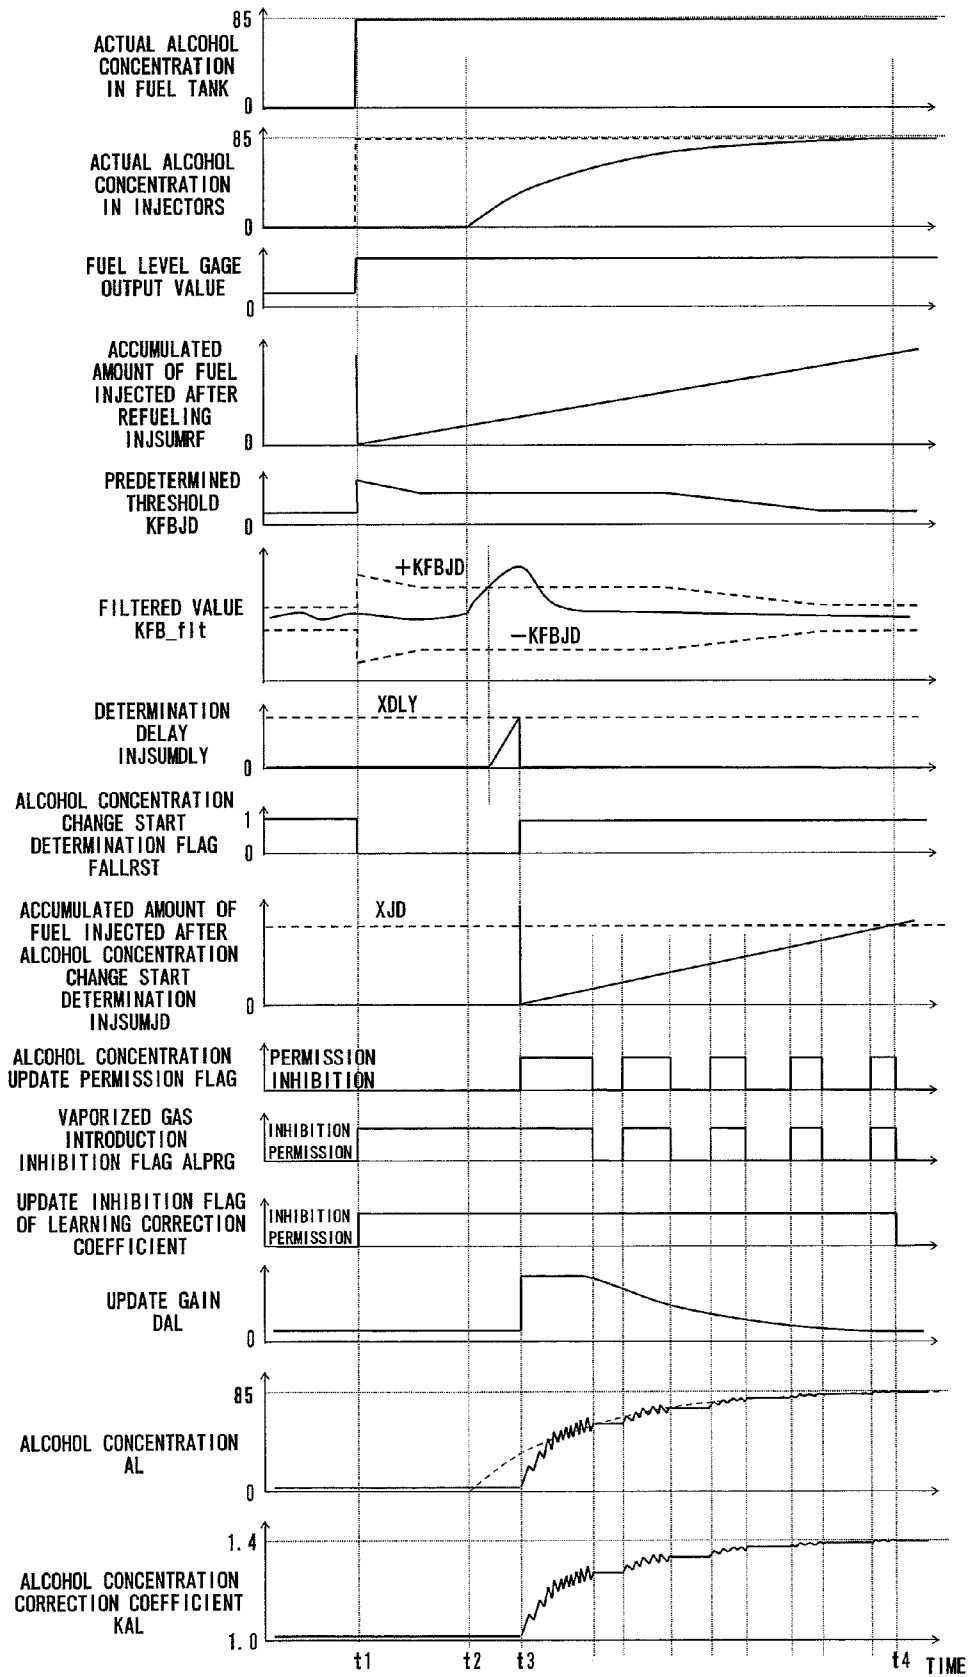 85
ACTUAL ALCOHOL
CONCENTRATION
IN FUEL TANK
0
85
ACTUAL ALCOHOL
CONCENTRATION
IN INJECTORS
0
FUEL LEVEL GAGE
OUTPUT VALUE
0
ACCUMULATED
AMOUNT OF FUEL
INJECTED AFTER
REFUELING
INJSUMRF
0
PREDETERMINED
THRESHOLD
KFBJD
0
+KFBJD
FILTERED VALUE
KFB_flt
-KFBJD
DETERMINATION
DELAY
INJSUMDLY
XDLY
0
ALCOHOL CONCENTRATION
CHANGE START
DETERMINATION FLAG
FALLRST
1
0
ACCUMULATED AMOUNT OF
FUEL INJECTED AFTER
ALCOHOL CONCENTRATION
CHANGE START
DETERMINATION
INJSUMJD
XJD
0
ALCOHOL CONCENTRATION
UPDATE PERMISSION FLAG
PERMISSION
INHIBITION
VAPORIZED GAS
INTRODUCTION
INHIBITION FLAG ALPRG
INHIBITION
PERMISSION
UPDATE INHIBITION FLAG
OF LEARNING CORRECTION
COEFFICIENT
INHIBITION
PERMISSION
UPDATE GAIN
DAL
0
85
ALCOHOL CONCENTRATION
AL
0
1.4
ALCOHOL CONCENTRATION
CORRECTION COEFFICIENT
KAL
1.0
t1 t2 t3 t4 TIME